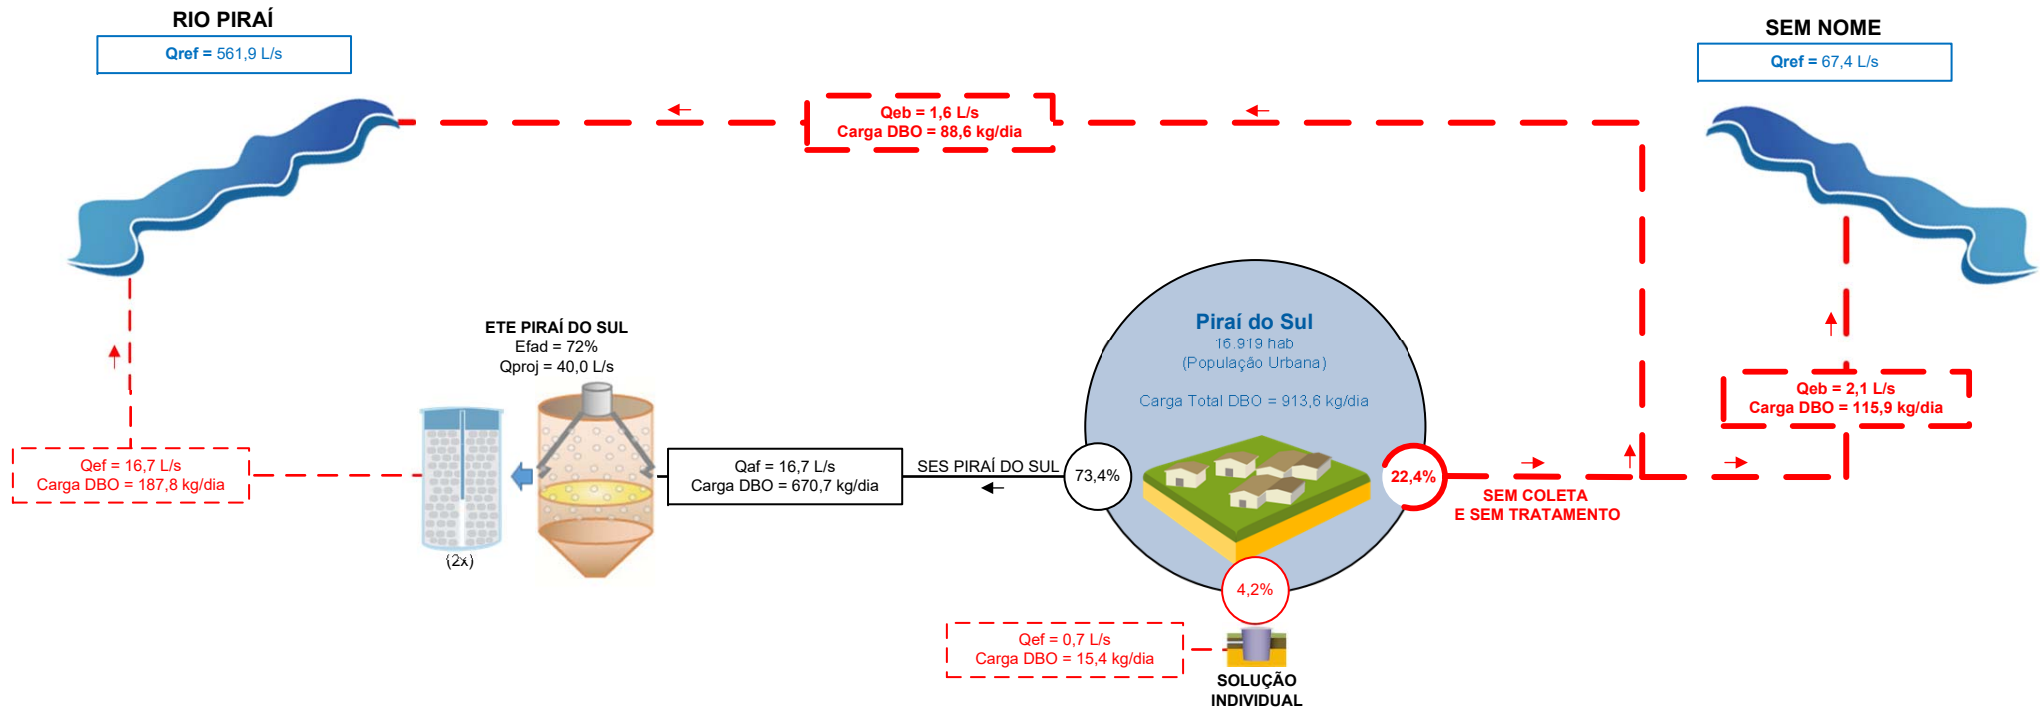 RIO PIRAÍ
Qref = 561,9 L/s
SEM NOME
Qref = 67,4 L/s
Qeb = 1,6 L/s
Carga DBO = 88,6 kg/dia
ETE PIRAÍ DO SUL
Efad = 72%
Qproj = 40,0 L/s
Piraí do Sul
16.919 hab
(População Urbana)
Carga Total DBO = 913,6 kg/dia
Qeb = 2,1 L/s
Carga DBO = 115,9 kg/dia
Qef = 16,7 L/s
Carga DBO = 187,8 kg/dia
(2x)
Qaf = 16,7 L/s
Carga DBO = 670,7 kg/dia
SES PIRAÍ DO SUL
73,4%
22,4%
SEM COLETA
E SEM TRATAMENTO
4,2%
Qef = 0,7 L/s
Carga DBO = 15,4 kg/dia
SOLUÇÃO
INDIVIDUAL